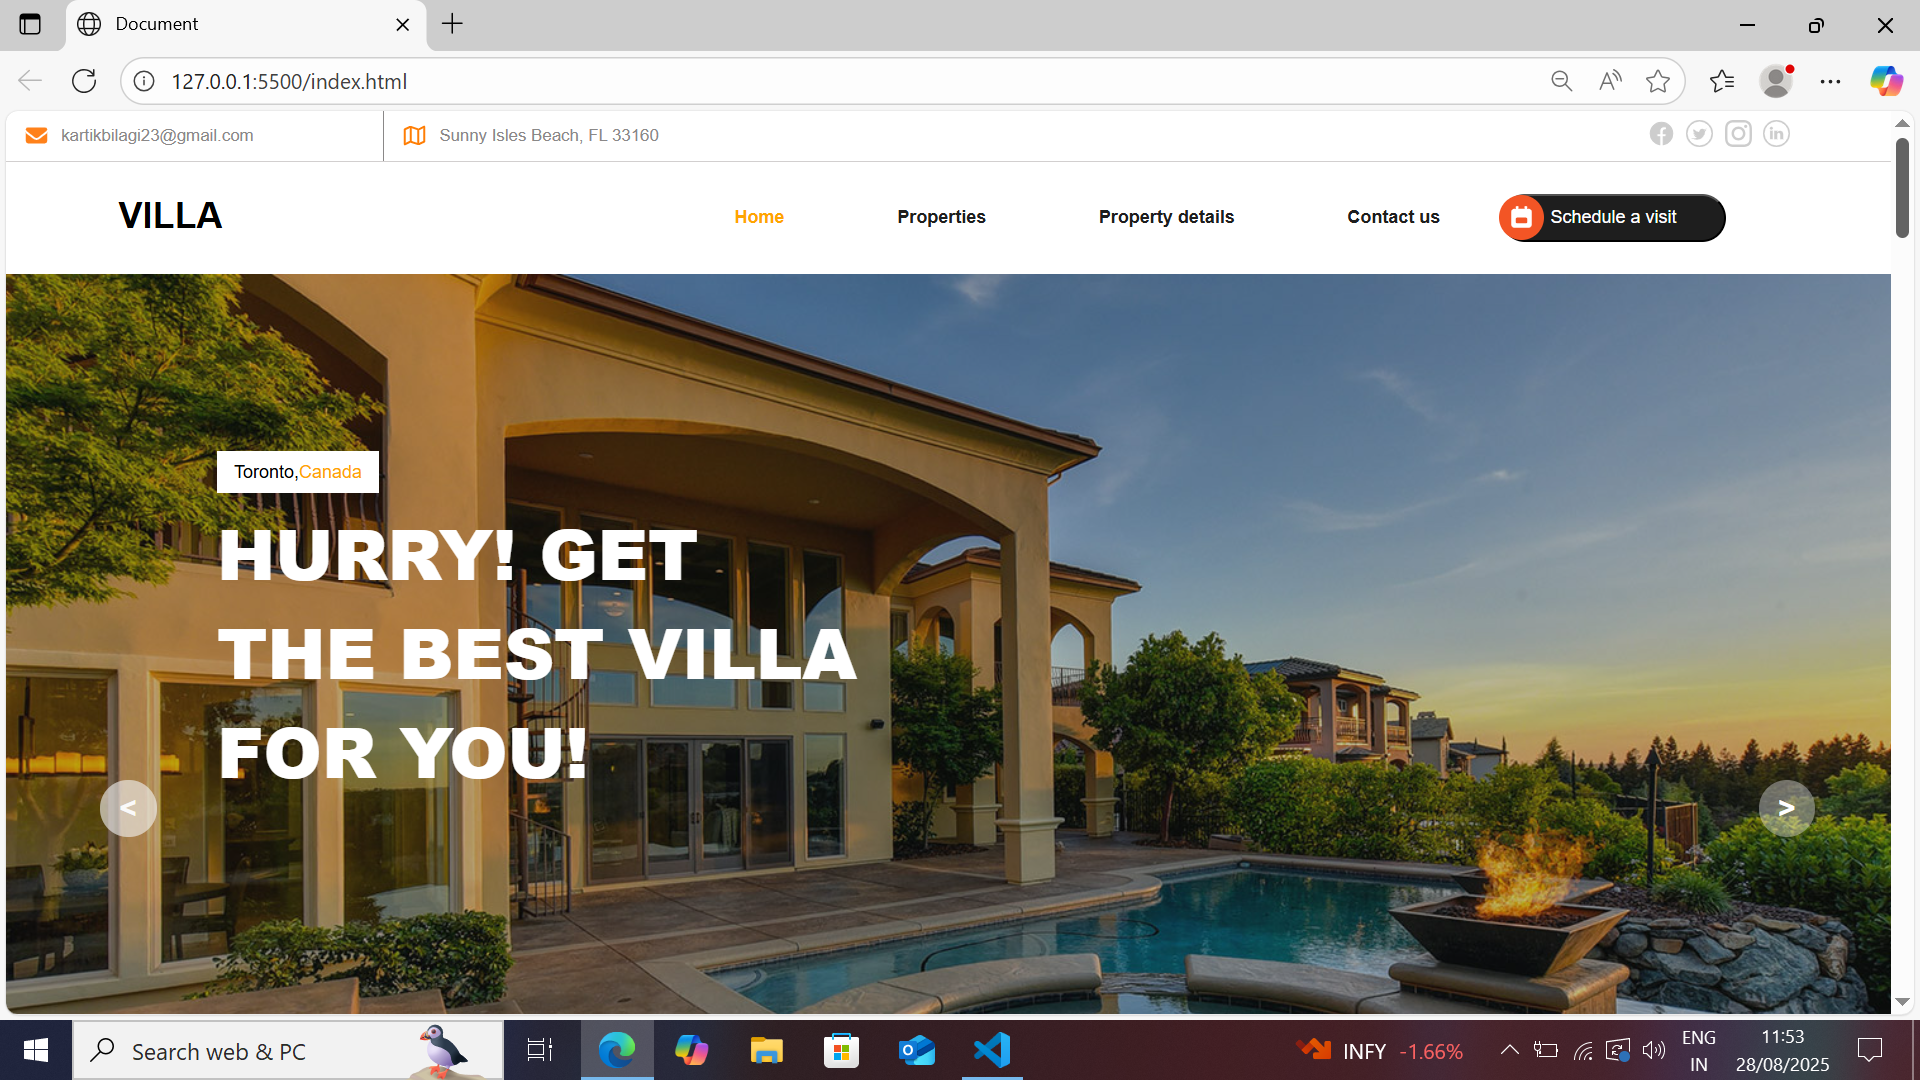 Document
127.0.0.1:5500/index.html
kartikbilagi23@gmail.com
Sunny Isles Beach, FL 33160
VILLA
Home
Properties
Property details
Contact us
Schedule a visit
Toronto,Canada
HURRY! GET
THE BEST VILLA
FOR YOU!
<
>
Search web & PC
INFY -1.66%
ENG
IN
11:53
28/08/2025